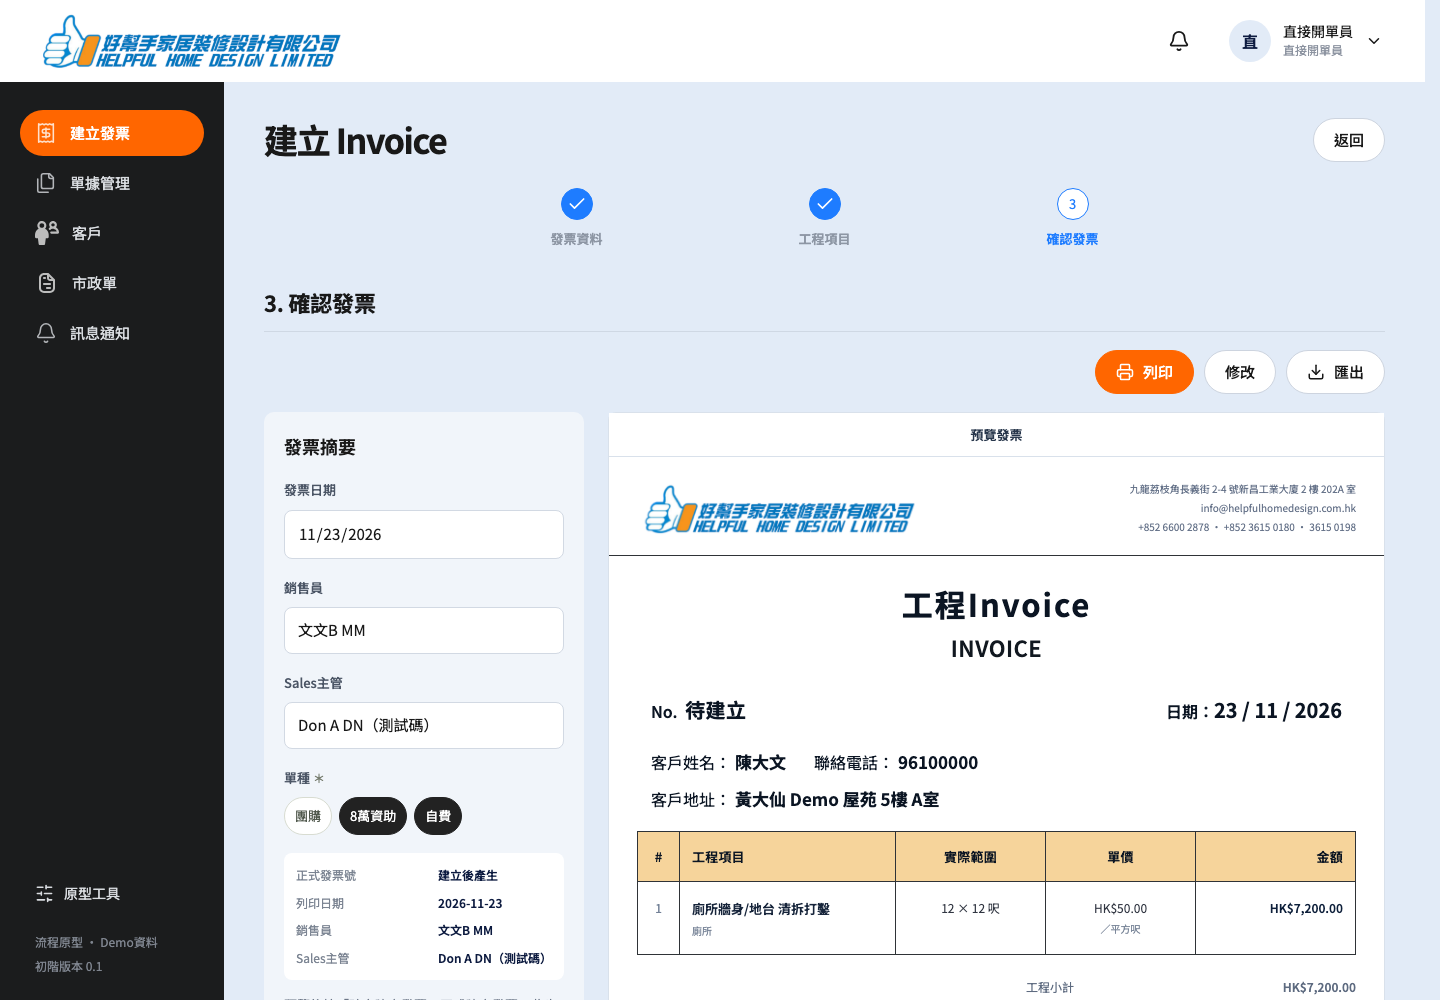 好幫手家居裝修設計有限公司
HELPFUL HOME DESIGN LIMITED
直
直接開單員
直接開單員
建立發票
單據管理
客戶
市政單
訊息通知
原型工具
流程原型 · Demo資料
初階版本 0.1
建立 Invoice
返回
發票資料
工程項目
3
確認發票
3. 確認發票
列印
修改
匯出
發票摘要
發票日期
11/23/2026
銷售員
文文B MM
Sales主管
Don A DN（測試碼）
單種 ＊
團購
8萬資助
自費
正式發票號 建立後產生
列印日期 2026-11-23
銷售員 文文B MM
Sales主管 Don A DN（測試碼）
預覽發票
好幫手家居裝修設計有限公司
HELPFUL HOME DESIGN LIMITED
九龍荔枝角長義街 2-4 號新昌工業大廈 2 樓 202A 室
info@helpfulhomedesign.com.hk
+852 6600 2878 · +852 3615 0180 · 3615 0198
工程Invoice
INVOICE
No. 待建立
日期：23 / 11 / 2026
客戶姓名： 陳大文 聯絡電話： 96100000
客戶地址： 黃大仙 Demo 屋苑 5樓 A室
# 工程項目 實際範圍 單價 金額
1 廁所牆身/地台 清拆打鑿 12 × 12 呎 HK$50.00 HK$7,200.00
廁所 ／平方呎
工程小計 HK$7,200.00